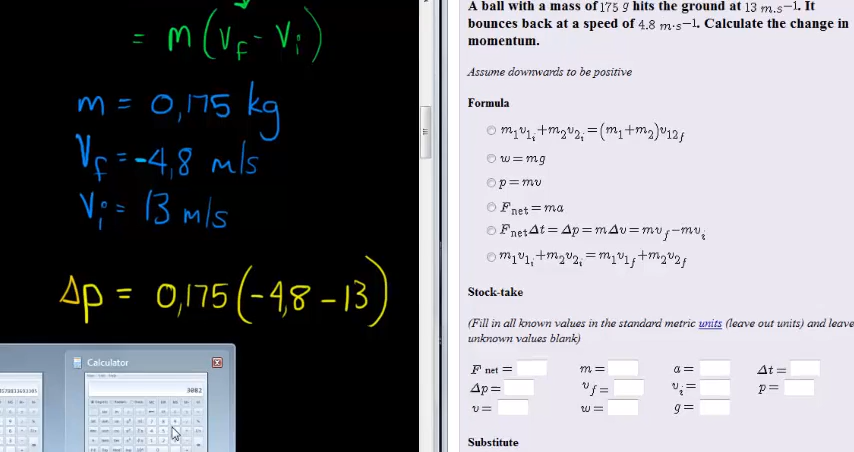 = m(Vf - Vi)
m = 0,175 kg
Vf = -4,8 m/s
Vi = 13 m/s
Δp = 0,175(-4,8 - 13)
Calculator
3002
A ball with a mass of 175 g hits the ground at 13 m.s−1. It
bounces back at a speed of 4.8 m·s−1. Calculate the change in
momentum.
Assume downwards to be positive
Formula
m1v1i+m2v2i=(m1+m2)v12f
w=mg
p=mv
Fnet=ma
FnetΔt=Δp=mΔv=mvf−mvi
m1v1i+m2v2i=m1v1f+m2v2f
Stock-take
(Fill in all known values in the standard metric units (leave out units) and leave
unknown values blank)
F net = m= a= Δt=
Δp= vf= vi= p=
v= w= g=
Substitute